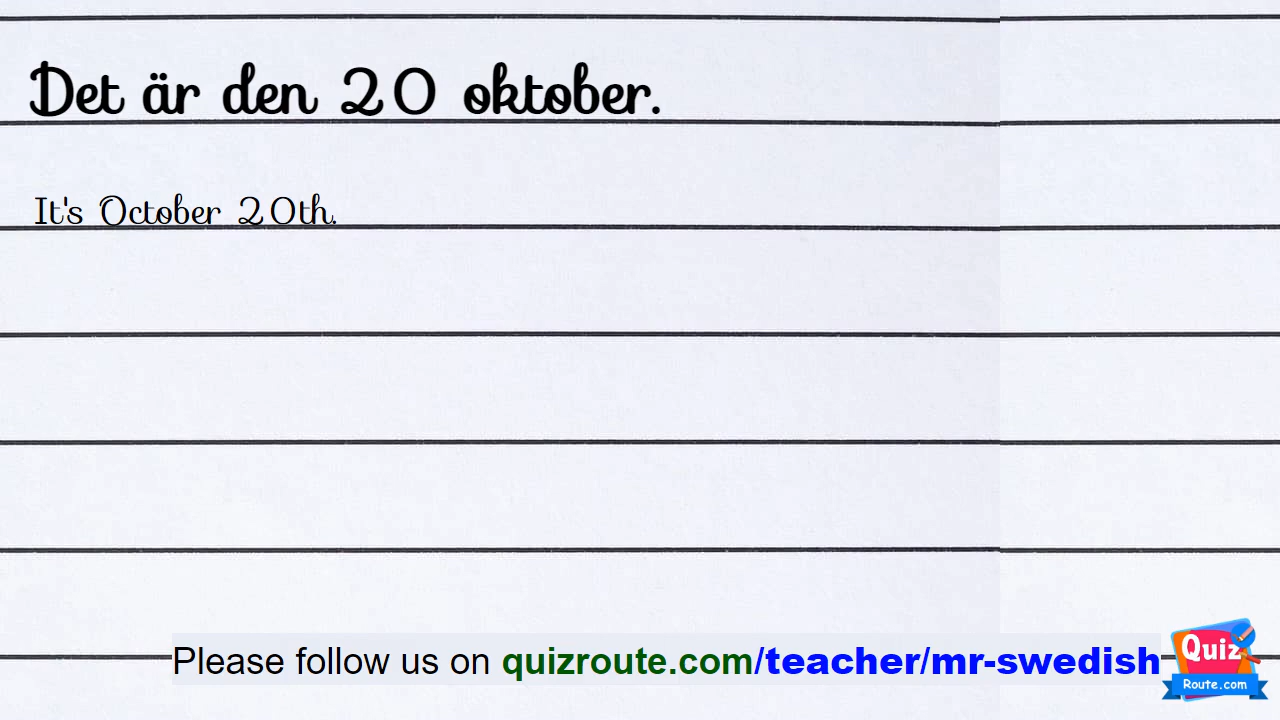 Det är den 20 oktober.
It's October 20th.
Please follow us on quizroute.com/teacher/mr-swedish
Quiz
Route.com